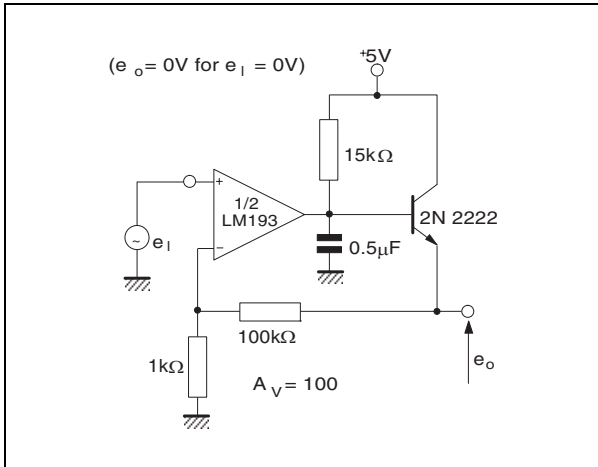 +5V
(e o = 0V for e I = 0V)
15kΩ
+
1/2
LM193
2N 2222
~
e I
−
0.5μF
100kΩ
1kΩ
e o
A V = 100